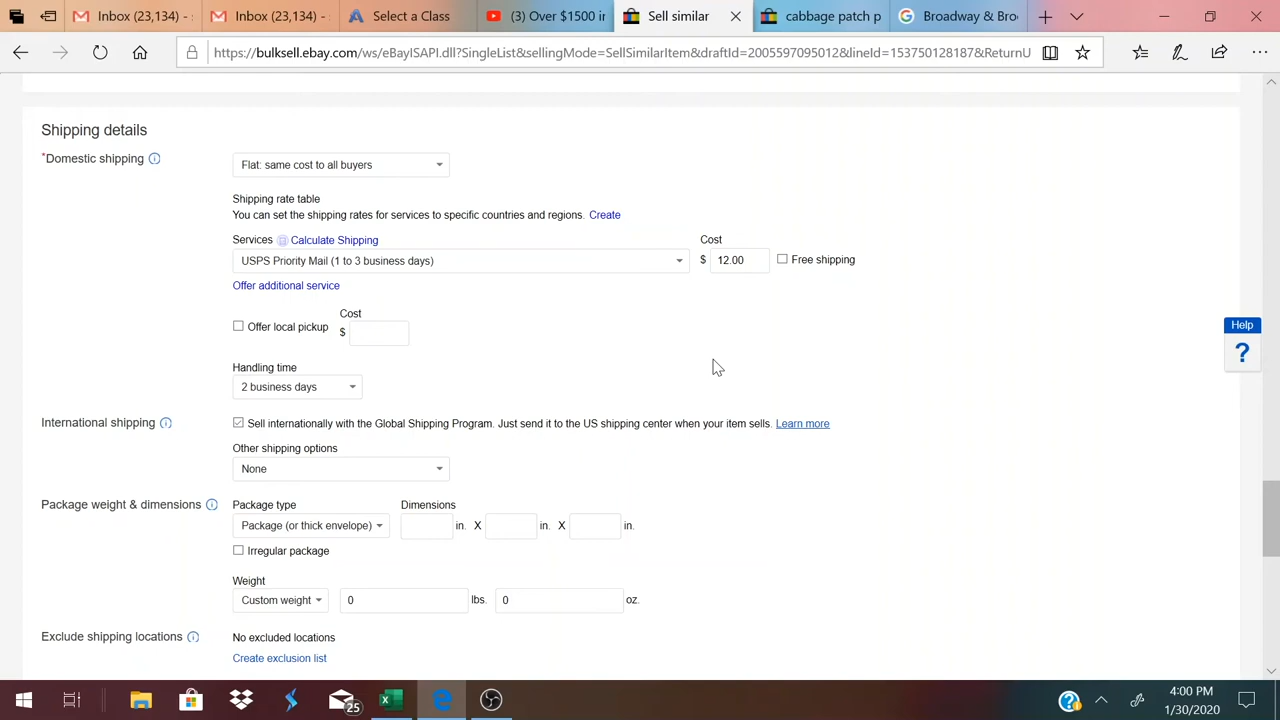 Inbox (23,134) -
Inbox (23,134) -
Select a Class
(3) Over $1500 in
Sell similar
cabbage patch p
Broadway & Bro
https://bulksell.ebay.com/ws/eBayISAPI.dll?SingleList&sellingMode=SellSimilarItem&draftId=2005597095012&lineId=153750128187&ReturnU
Shipping details
*Domestic shipping
Flat: same cost to all buyers
Shipping rate table
You can set the shipping rates for services to specific countries and regions. Create
Services Calculate Shipping
Cost
USPS Priority Mail (1 to 3 business days)
$ 12.00
Free shipping
Offer additional service
Offer local pickup
Cost
$
Handling time
2 business days
Help
?
International shipping
Sell internationally with the Global Shipping Program. Just send it to the US shipping center when your item sells. Learn more
Other shipping options
None
Package weight & dimensions
Package type
Dimensions
Package (or thick envelope)
in. X in. X in.
Irregular package
Weight
Custom weight
0 lbs. 0 oz.
Exclude shipping locations
No excluded locations
Create exclusion list
25
4:00 PM
1/30/2020